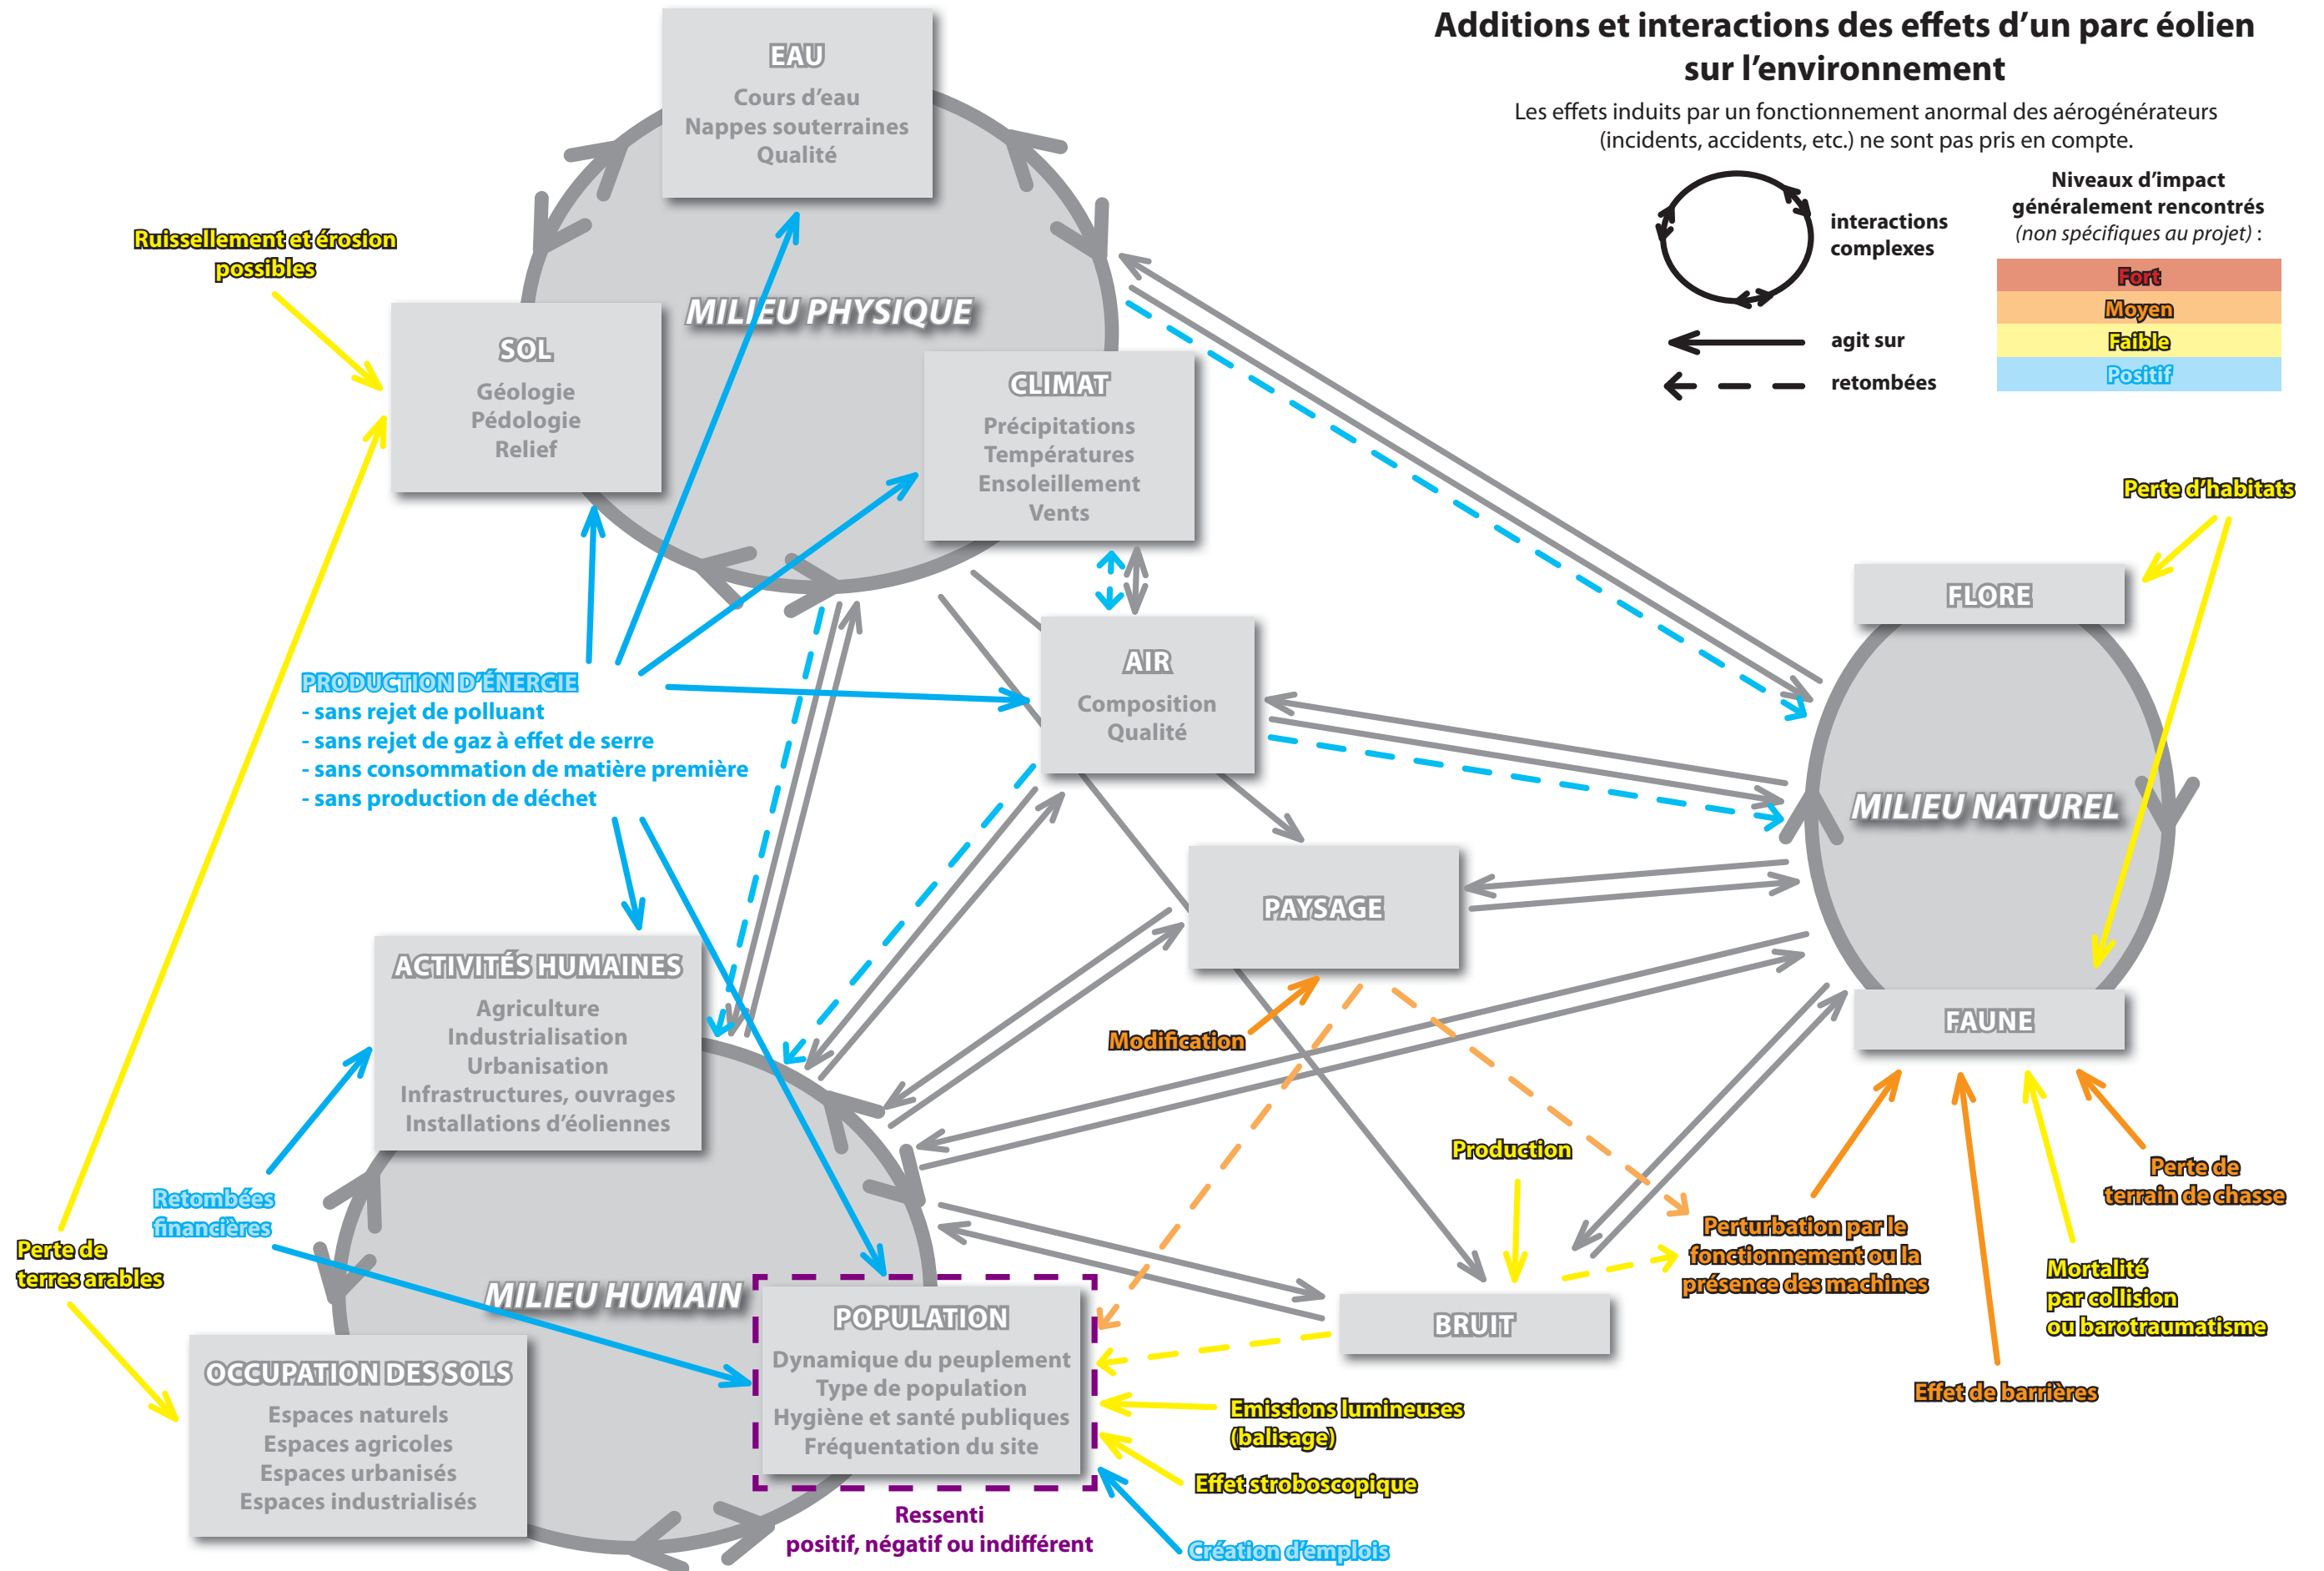 Additions et interactions des effets d’un parc éolien
sur l’environnement
Les effets induits par un fonctionnement anormal des aérogénérateurs
(incidents, accidents, etc.) ne sont pas pris en compte.
interactions
complexes
agit sur
retombées
Niveaux d’impact
généralement rencontrés
(non spécifiques au projet) :
Fort
Moyen
Faible
Positif
EAU
Cours d’eau
Nappes souterraines
Qualité
Ruissellement et érosion
possibles
MILIEU PHYSIQUE
SOL
Géologie
Pédologie
Relief
CLIMAT
Précipitations
Températures
Ensoleillement
Vents
Perte d’habitats
FLORE
AIR
Composition
Qualité
PRODUCTION D’ÉNERGIE
- sans rejet de polluant
- sans rejet de gaz à effet de serre
- sans consommation de matière première
- sans production de déchet
MILIEU NATUREL
PAYSAGE
ACTIVITÉS HUMAINES
Agriculture
Industrialisation
Urbanisation
Infrastructures, ouvrages
Installations d’éoliennes
Modification
FAUNE
Production
Perte de
terrain de chasse
Retombées
financières
Perturbation par le
fonctionnement ou la
présence des machines
Perte de
terres arables
Mortalité
par collision
ou barotraumatisme
MILIEU HUMAIN
POPULATION
Dynamique du peuplement
Type de population
Hygiène et santé publiques
Fréquentation du site
BRUIT
OCCUPATION DES SOLS
Espaces naturels
Espaces agricoles
Espaces urbanisés
Espaces industrialisés
Effet de barrières
Emissions lumineuses
(balisage)
Effet stroboscopique
Ressenti
positif, négatif ou indifférent
Création d’emplois